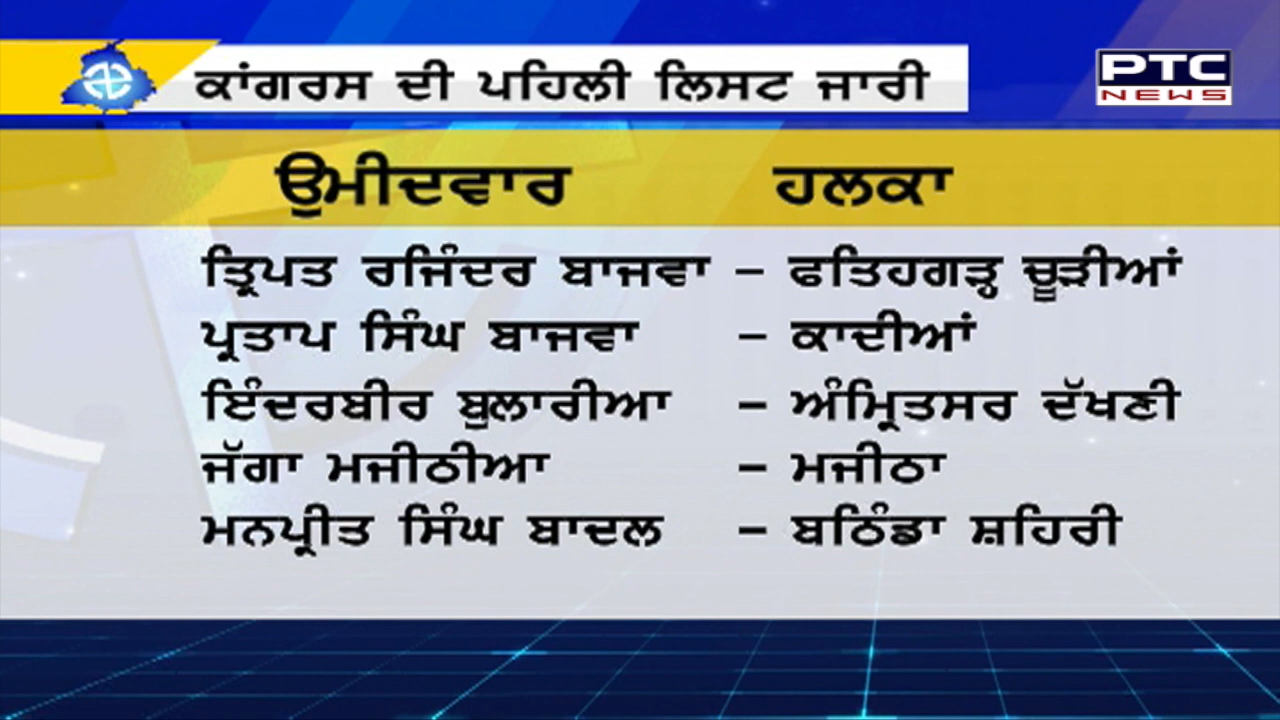 ਕਾਂਗਰਸ ਦੀ ਪਹਿਲੀ ਲਿਸਟ ਜਾਰੀ
PTC
NEWS
ਉਮੀਦਵਾਰ ਹਲਕਾ
ਤ੍ਰਿਪਤ ਰਜਿੰਦਰ ਬਾਜਵਾ – ਫਤਿਹਗੜ੍ਹ ਚੂੜੀਆਂ
ਪ੍ਰਤਾਪ ਸਿੰਘ ਬਾਜਵਾ – ਕਾਦੀਆਂ
ਇੰਦਰਬੀਰ ਬੁਲਾਰੀਆ – ਅੰਮ੍ਰਿਤਸਰ ਦੱਖਣੀ
ਜੱਗਾ ਮਜੀਠੀਆ – ਮਜੀਠਾ
ਮਨਪ੍ਰੀਤ ਸਿੰਘ ਬਾਦਲ – ਬਠਿੰਡਾ ਸ਼ਹਿਰੀ